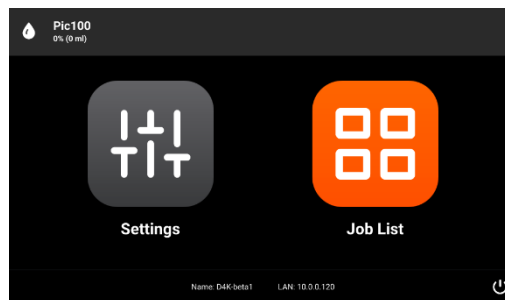 Pic100
0% (0 ml)
Settings
Job List
Name: D4K-beta1
LAN: 10.0.0.120